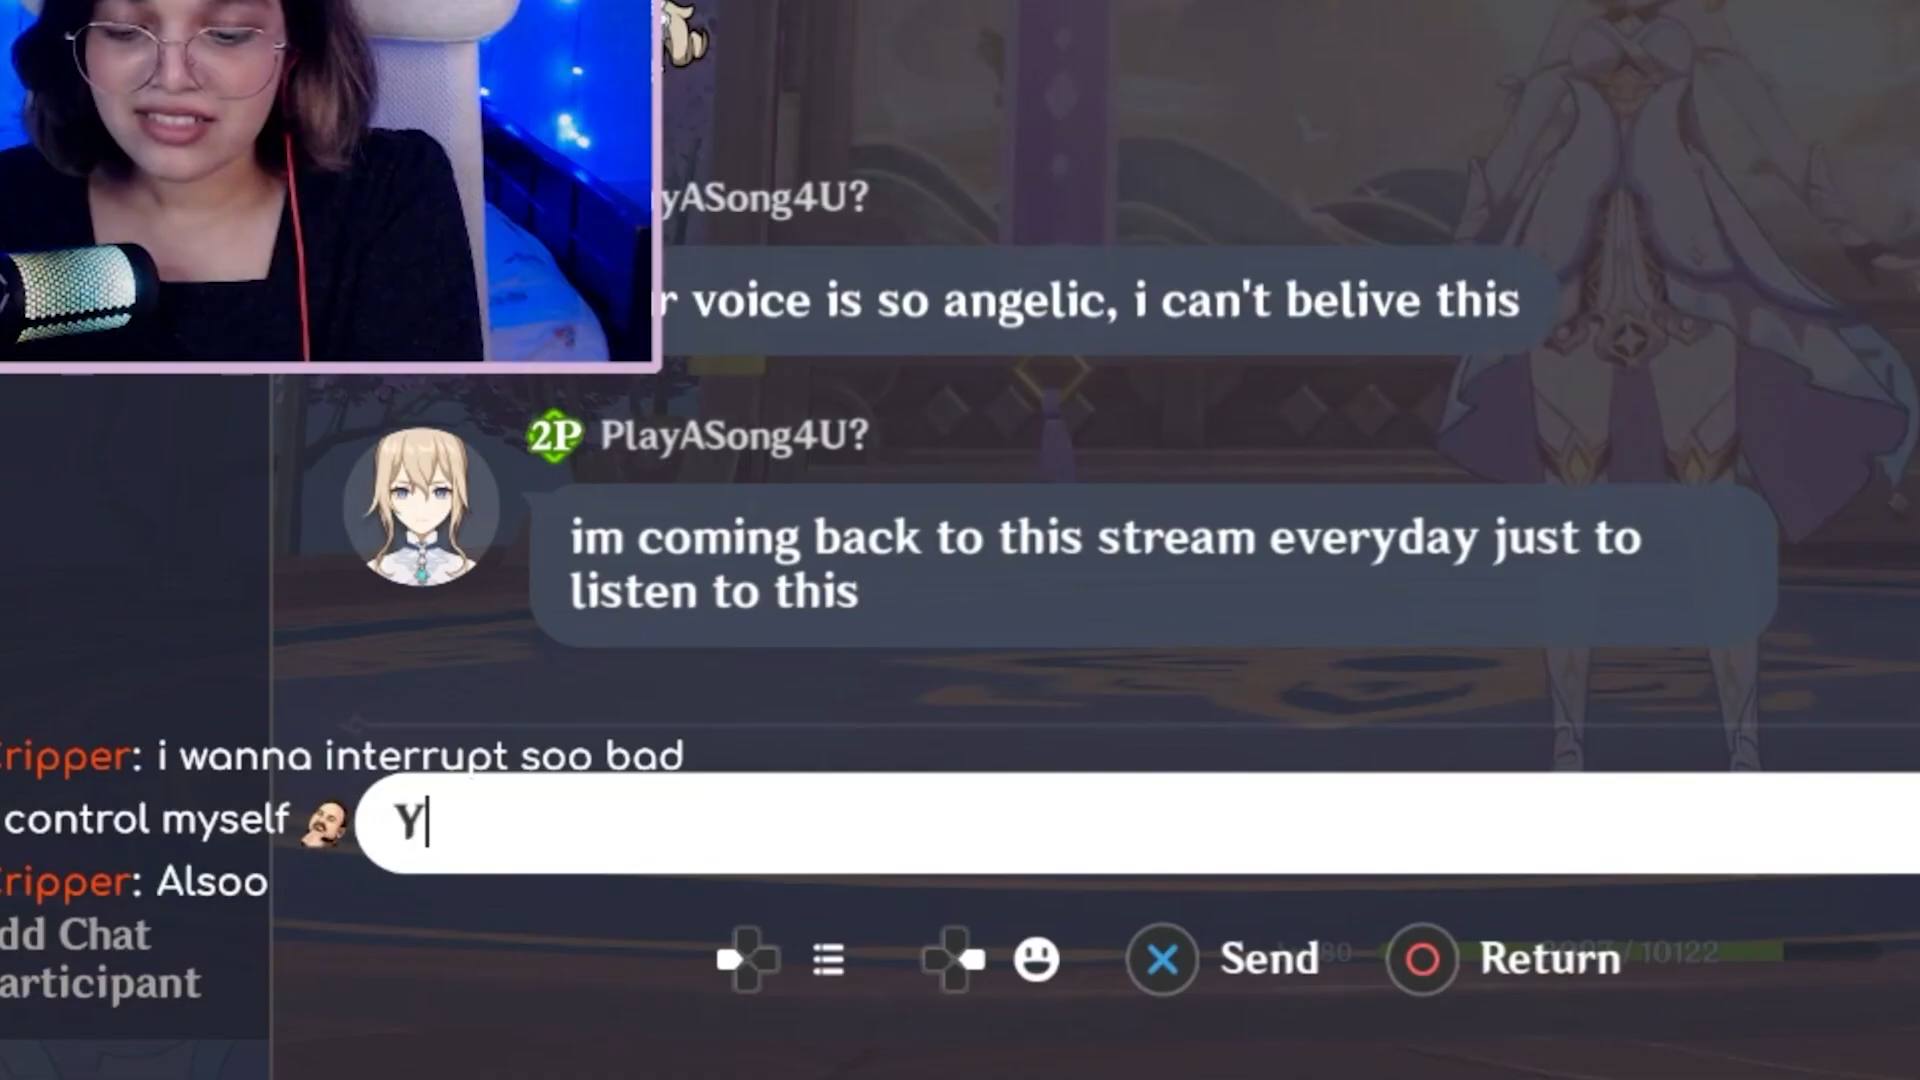 yASong4U?
r voice is so angelic, i can't belive this
2P PlayASong4U?
im coming back to this stream everyday just to
listen to this
ripper: i wanna interrupt soo bad
control myself
Y
ripper: Alsoo
dd Chat
articipant
Send
Return
/ 10122